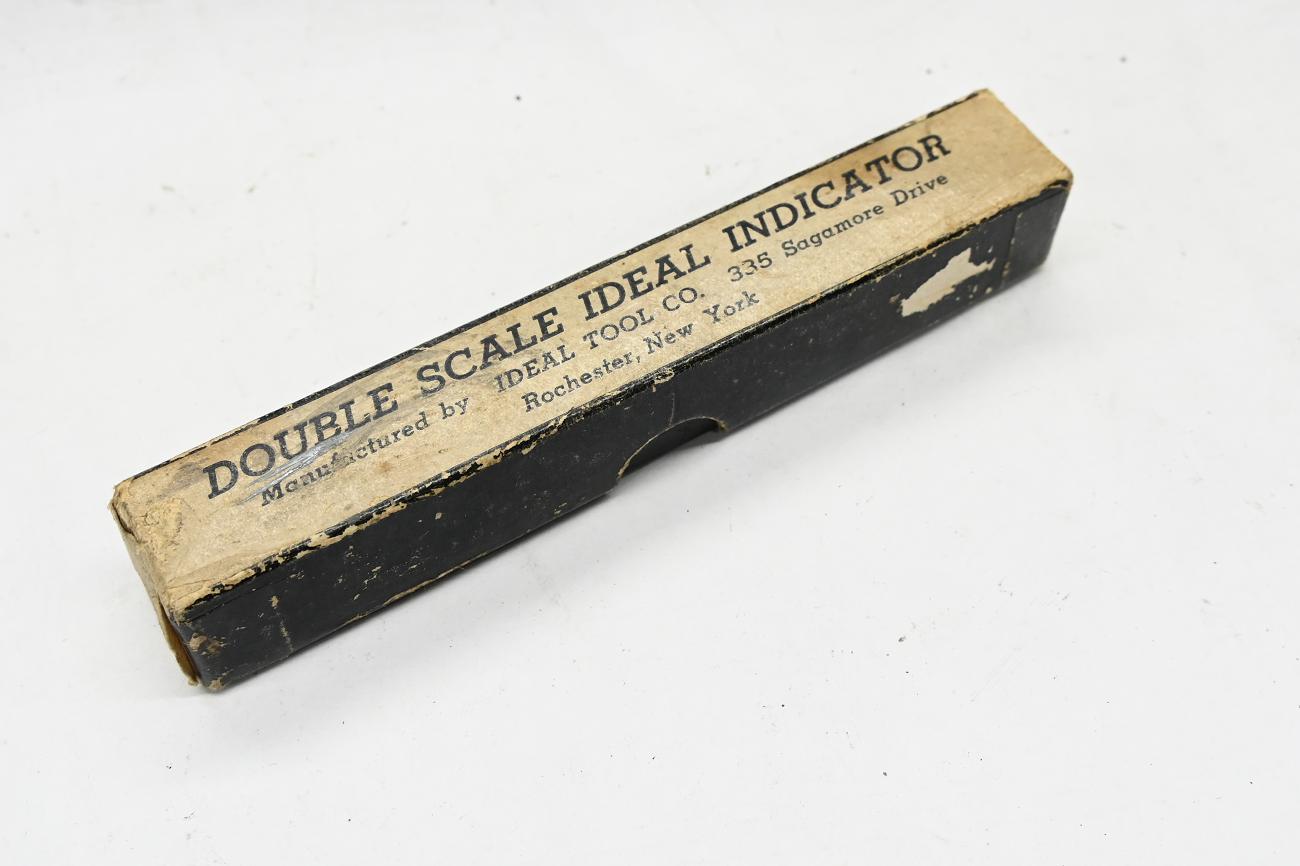 DOUBLE SCALE IDEAL INDICATOR
Manufactured by IDEAL TOOL CO. 335 Sagamore Drive
Rochester, New York